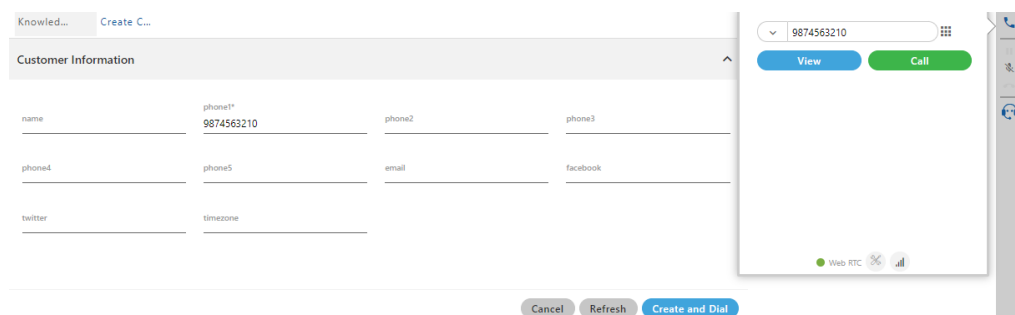 Knowled... Create C...
9874563210
View Call
Customer Information
name phone1* phone2 phone3
9874563210
phone4 phone5 email facebook
twitter timezone
Web RTC
Cancel Refresh Create and Dial